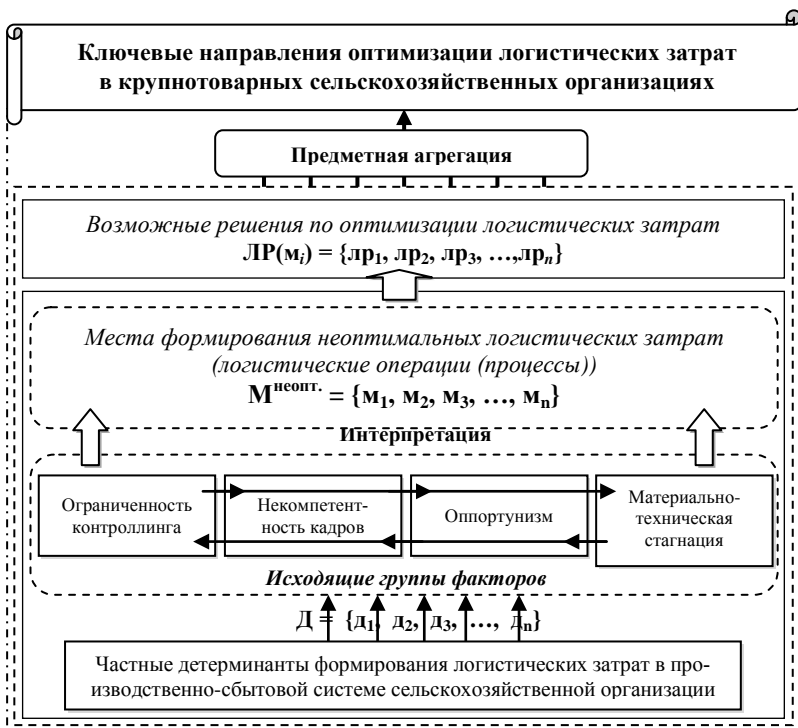 Ключевые направления оптимизации логистических затрат
в крупнотоварных сельскохозяйственных организациях
Предметная агрегация
Возможные решения по оптимизации логистических затрат
ЛР(мi) = {лр1, лр2, лр3, …,лрn}
Места формирования неоптимальных логистических затрат
(логистические операции (процессы))
Мнеопт. = {м1, м2, м3, …, мn}
Интерпретация
Ограниченность
контроллинга
Некомпетент-
ность кадров
Оппортунизм
Материально-
техническая
стагнация
Исходящие группы факторов
Д = {д1, д2, д3, …, дn}
Частные детерминанты формирования логистических затрат в про-
изводственно-сбытовой системе сельскохозяйственной организации